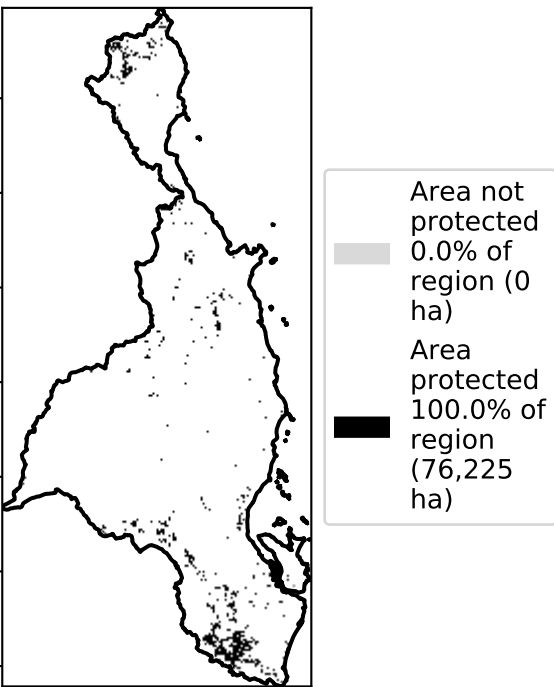 Area not
protected
0.0% of
region (0
ha)
Area
protected
100.0% of
region
(76,225
ha)